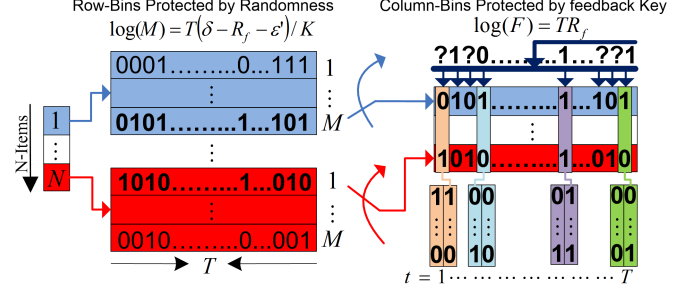 Row-Bins Protected by Randomness
log(M) = T(δ − R_f − ε')/K
Column-Bins Protected by feedback Key
log(F) = TR_f
?1?0.........1...??1
0001.........0...111 1
⋮ ⋮
0101.........1...101 M
⋮
1010.........1...010 1
⋮ ⋮
0010.........0...001 M
T
N-Items
1
⋮
N
0101.........1...101
⋮
1010.........1...010
11 00 01 00
⋮⋮ ⋮⋮ ⋮⋮ ⋮⋮
00 10 11 01
t = 1 ...................... T